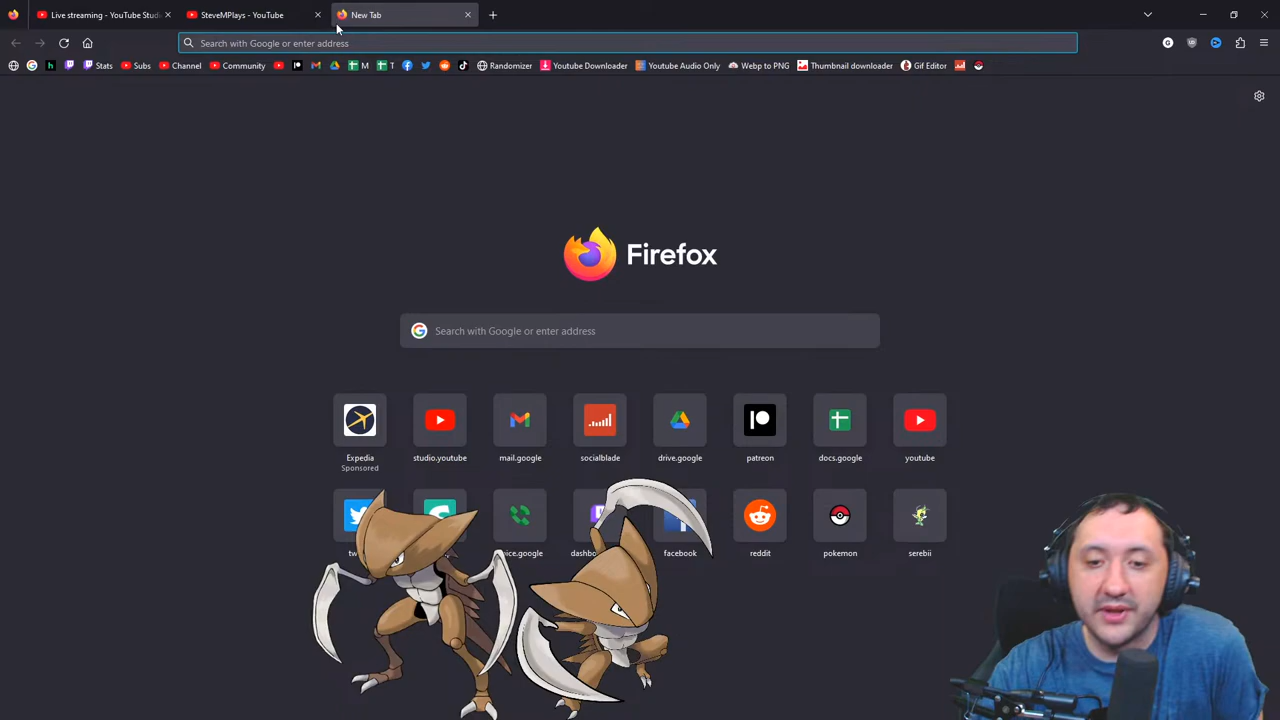 Live streaming - YouTube Studi
SteveMPlays - YouTube
New Tab
Search with Google or enter address
Stats
Subs
Channel
Community
M
T
Randomizer
Youtube Downloader
Youtube Audio Only
Webp to PNG
Thumbnail downloader
Gif Editor
Firefox
Search with Google or enter address
Expedia
Sponsored
studio.youtube
mail.google
socialblade
drive.google
patreon
docs.google
youtube
dashbo
facebook
reddit
pokemon
serebii